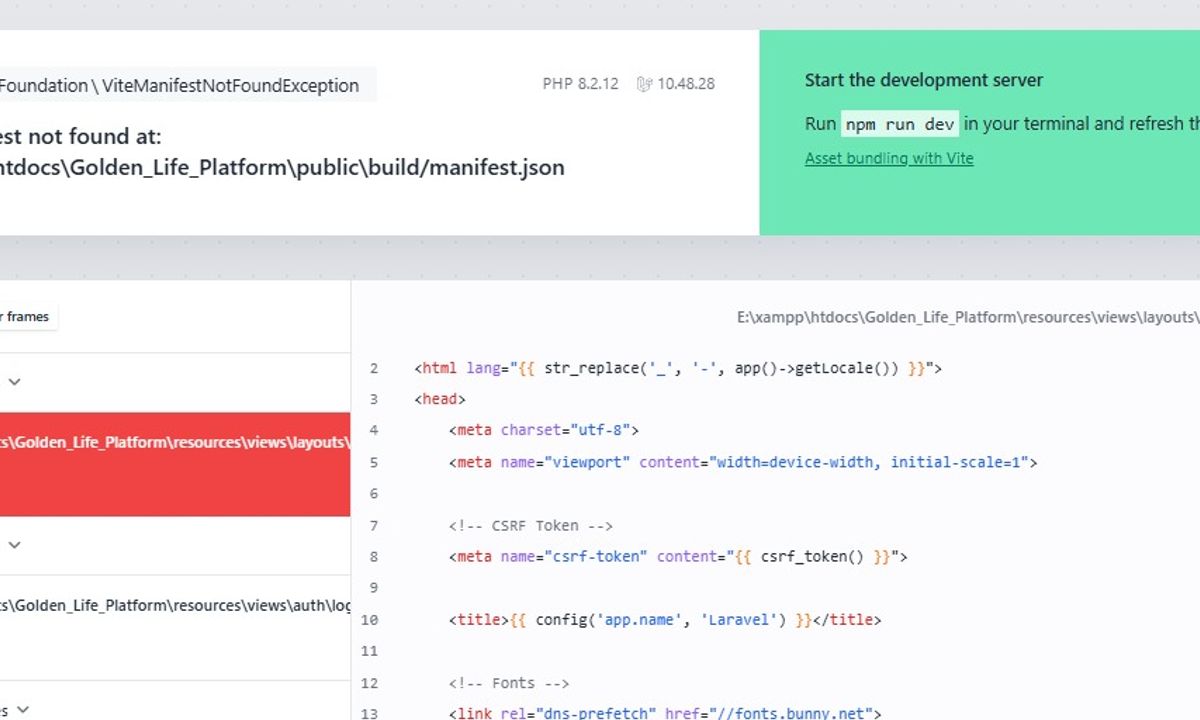 Foundation \ ViteManifestNotFoundException
PHP 8.2.12
10.48.28
not found at:
\Golden_Life_Platform\public\build/manifest.json
Start the development server
Run npm run dev in your terminal and refresh
Asset bundling with Vite
frames
\Golden_Life_Platform\resources\views\layouts\
\Golden_Life_Platform\resources\views\auth\
E:\xampp\htdocs\Golden_Life_Platform\resources\views\layouts\
2 <html lang="{{ str_replace('_', '-', app()->getLocale()) }}">
3 <head>
4 <meta charset="utf-8">
5 <meta name="viewport" content="width=device-width, initial-scale=1">
6
7 <!-- CSRF Token -->
8 <meta name="csrf-token" content="{{ csrf_token() }}">
9
10 <title>{{ config('app.name', 'Laravel') }}</title>
11
12 <!-- Fonts -->
13 <link rel="dns-prefetch" href="//fonts.bunny.net">